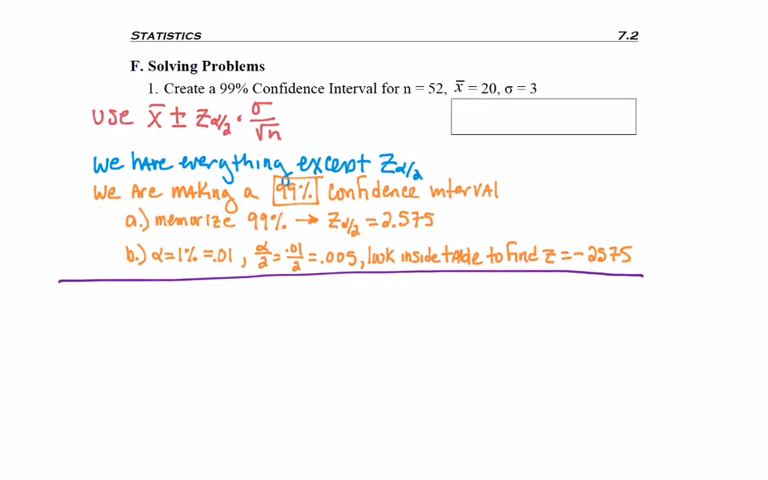 STATISTICS 7.2
F. Solving Problems
1. Create a 99% Confidence Interval for n = 52, x̄ = 20, σ = 3
USE x̄ ± Zα/2 · σ/√n
WE HAVE EVERYTHING EXCEPT Zα/2
WE ARE MAKING A 99% CONFIDENCE INTERVAL
a.) MEMORIZE 99% → Zα/2 = 2.575
b.) α = 1% = .01, α/2 = .01/2 = .005, LOOK INSIDE TABLE TO FIND Z = -2575